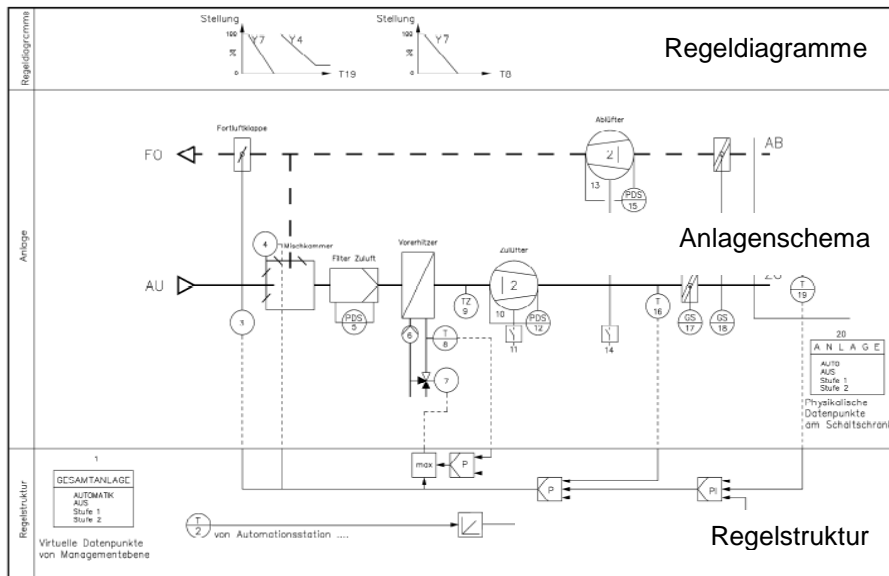 Regeldiagramme
Stellung
100
%
0
Y7
Y4
T19
Stellung
100
%
0
Y7
T8
Regeldiagramme
Anlage
Fortluftklappe
FO
Ablüfter
2
13
PDS
15
AB
Anlagenschema
4
Mischkammer
Filter Zuluft
Vorerhitzer
Zulüfter
AU
3
PDS
5
6
T
8
7
TZ
9
2
10
11
PDS
12
14
T
16
GS
17
GS
18
T
19
20
ANLAGE
AUTO
AUS
Stufe 1
Stufe 2
Physikalische
Datenpunkte
am Schaltschrank
Regelstruktur
1
GESAMTANLAGE
AUTOMATIK
AUS
Stufe 1
Stufe 2
Virtuelle Datenpunkte
von Managementebene
max
P
P
PI
T
2
von Automationsstation ....
Regelstruktur